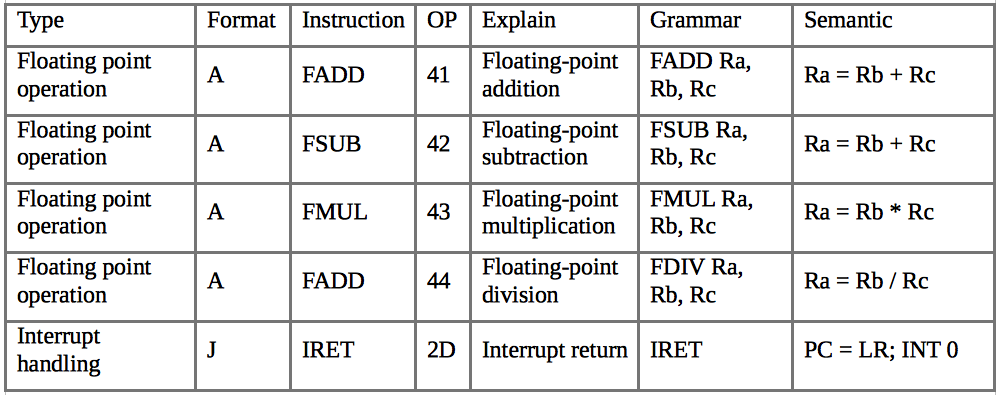 Type Format Instruction OP Explain Grammar Semantic
Floating point operation A FADD 41 Floating-point addition FADD Ra, Rb, Rc Ra = Rb + Rc
Floating point operation A FSUB 42 Floating-point subtraction FSUB Ra, Rb, Rc Ra = Rb + Rc
Floating point operation A FMUL 43 Floating-point multiplication FMUL Ra, Rb, Rc Ra = Rb * Rc
Floating point operation A FADD 44 Floating-point division FDIV Ra, Rb, Rc Ra = Rb / Rc
Interrupt handling J IRET 2D Interrupt return IRET PC = LR; INT 0